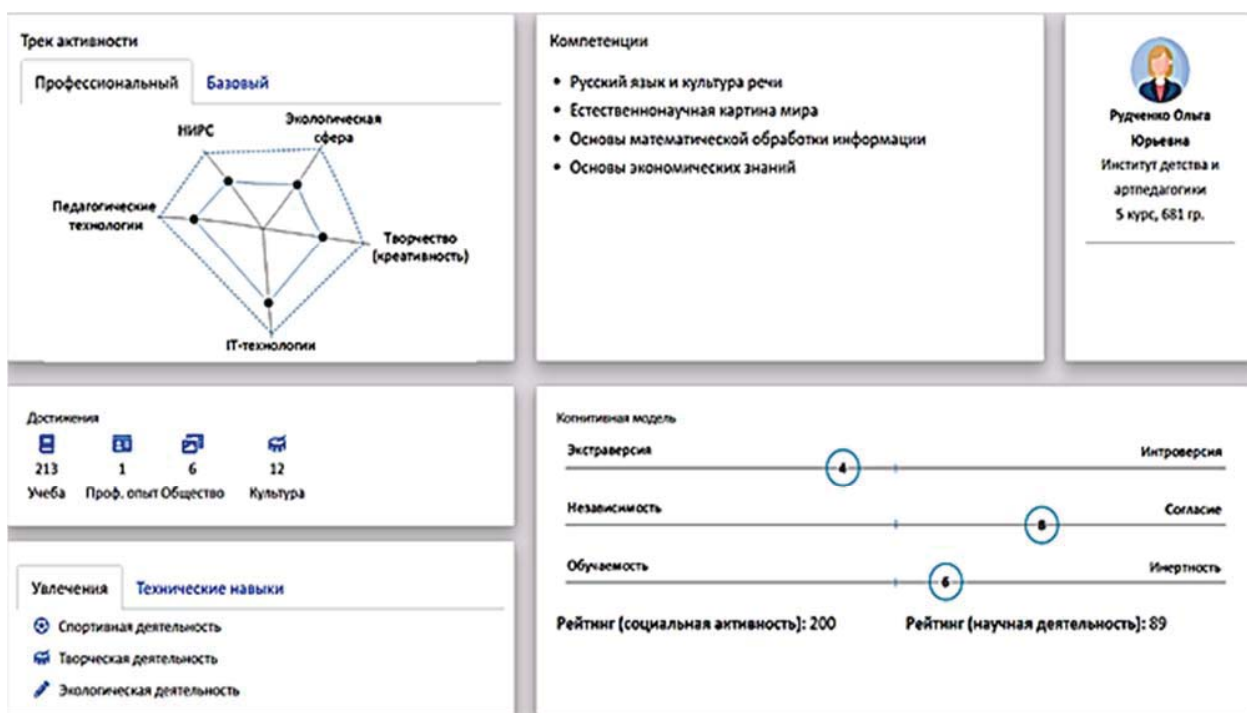 Трек активности
Профессиональный
Базовый
НИРС
Экологическая
сфера
Педагогические
технологии
Творчество
(креативность)
IT-технологии
Компетенции
Русский язык и культура речи
Естественнонаучная картина мира
Основы математической обработки информации
Основы экономических знаний
Рудченко Ольга
Юрьевна
Институт детства и
артпедагогики
5 курс, 681 гр.
Достижения
213
1
6
12
Учеба
Проф. опыт
Общество
Культура
Увлечения
Технические навыки
Спортивная деятельность
Творческая деятельность
Экологическая деятельность
Когнитивная модель
Экстраверсия
Интроверсия
4
Независимость
Согласие
8
Обучаемость
Инертность
6
Рейтинг (социальная активность): 200
Рейтинг (научная деятельность): 89